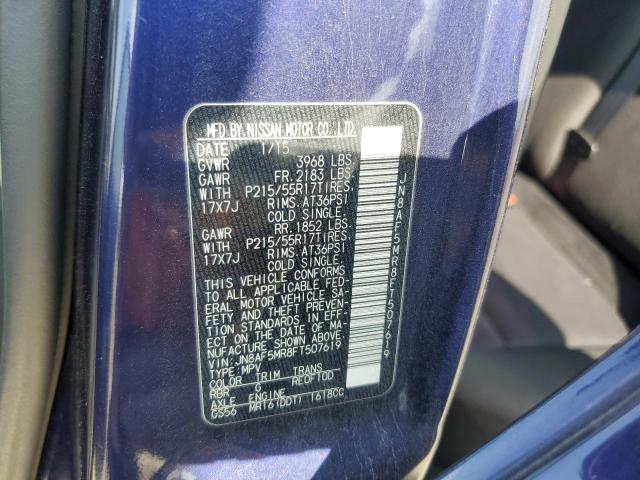 MFD BY NISSAN MOTOR CO.,LTD.
DATE 1/15
GVWR 3968 LBS
GAWR FR. 2183 LBS
WITH P215/55R17TIRES,
17X7J RIMS, AT36PSI
COLD SINGLE.
GAWR RR. 1852 LBS
WITH P215/55R17TIRES,
17X7J RIMS, AT36PSI
COLD SINGLE.
THIS VEHICLE CONFORMS
TO ALL APPLICABLE FED-
ERAL MOTOR VEHICLE SA-
FETY AND THEFT PREVEN-
TION STANDARDS IN EFF-
ECT ON THE DATE OF MA-
NUFACTURE SHOWN ABOVE.
VIN: JN8AF5MR8FT507619
TYPE: MPV
COLOR TRIM TRANS
RBR G RE0F10D
AXLE ENGINE
GS56 MR16(DDT) 1618CC
JN8AF5MR8FT507619